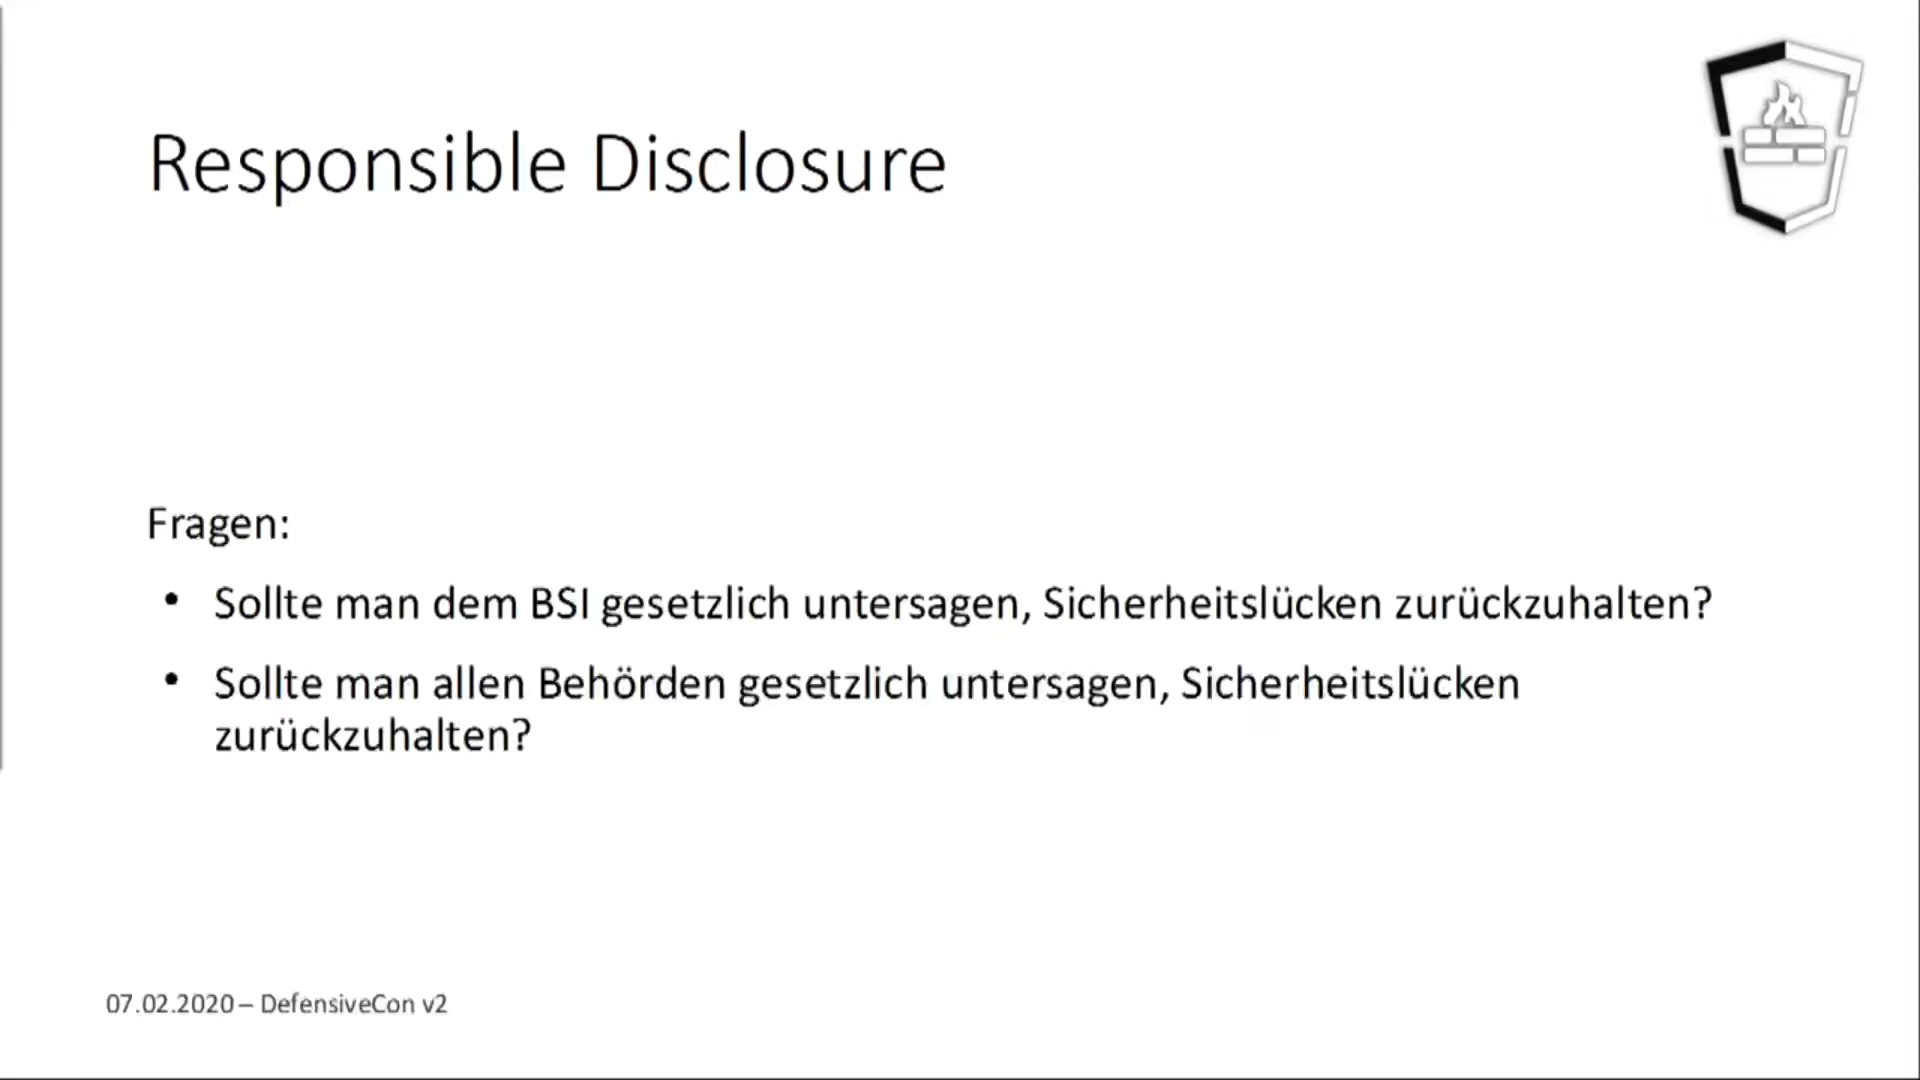 Responsible Disclosure
Fragen:
• Sollte man dem BSI gesetzlich untersagen, Sicherheitslücken zurückzuhalten?
• Sollte man allen Behörden gesetzlich untersagen, Sicherheitslücken
zurückzuhalten?
07.02.2020 – DefensiveCon v2